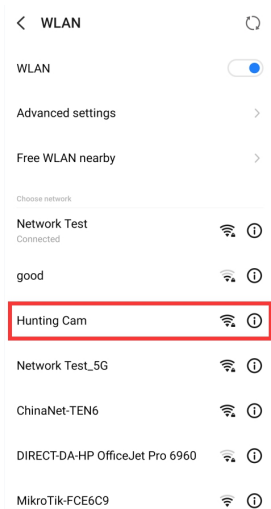 WLAN
WLAN
Advanced settings
Free WLAN nearby
Choose network
Network Test
Connected
good
Hunting Cam
Network Test_5G
ChinaNet-TEN6
DIRECT-DA-HP OfficeJet Pro 6960
MikroTik-FCE6C9